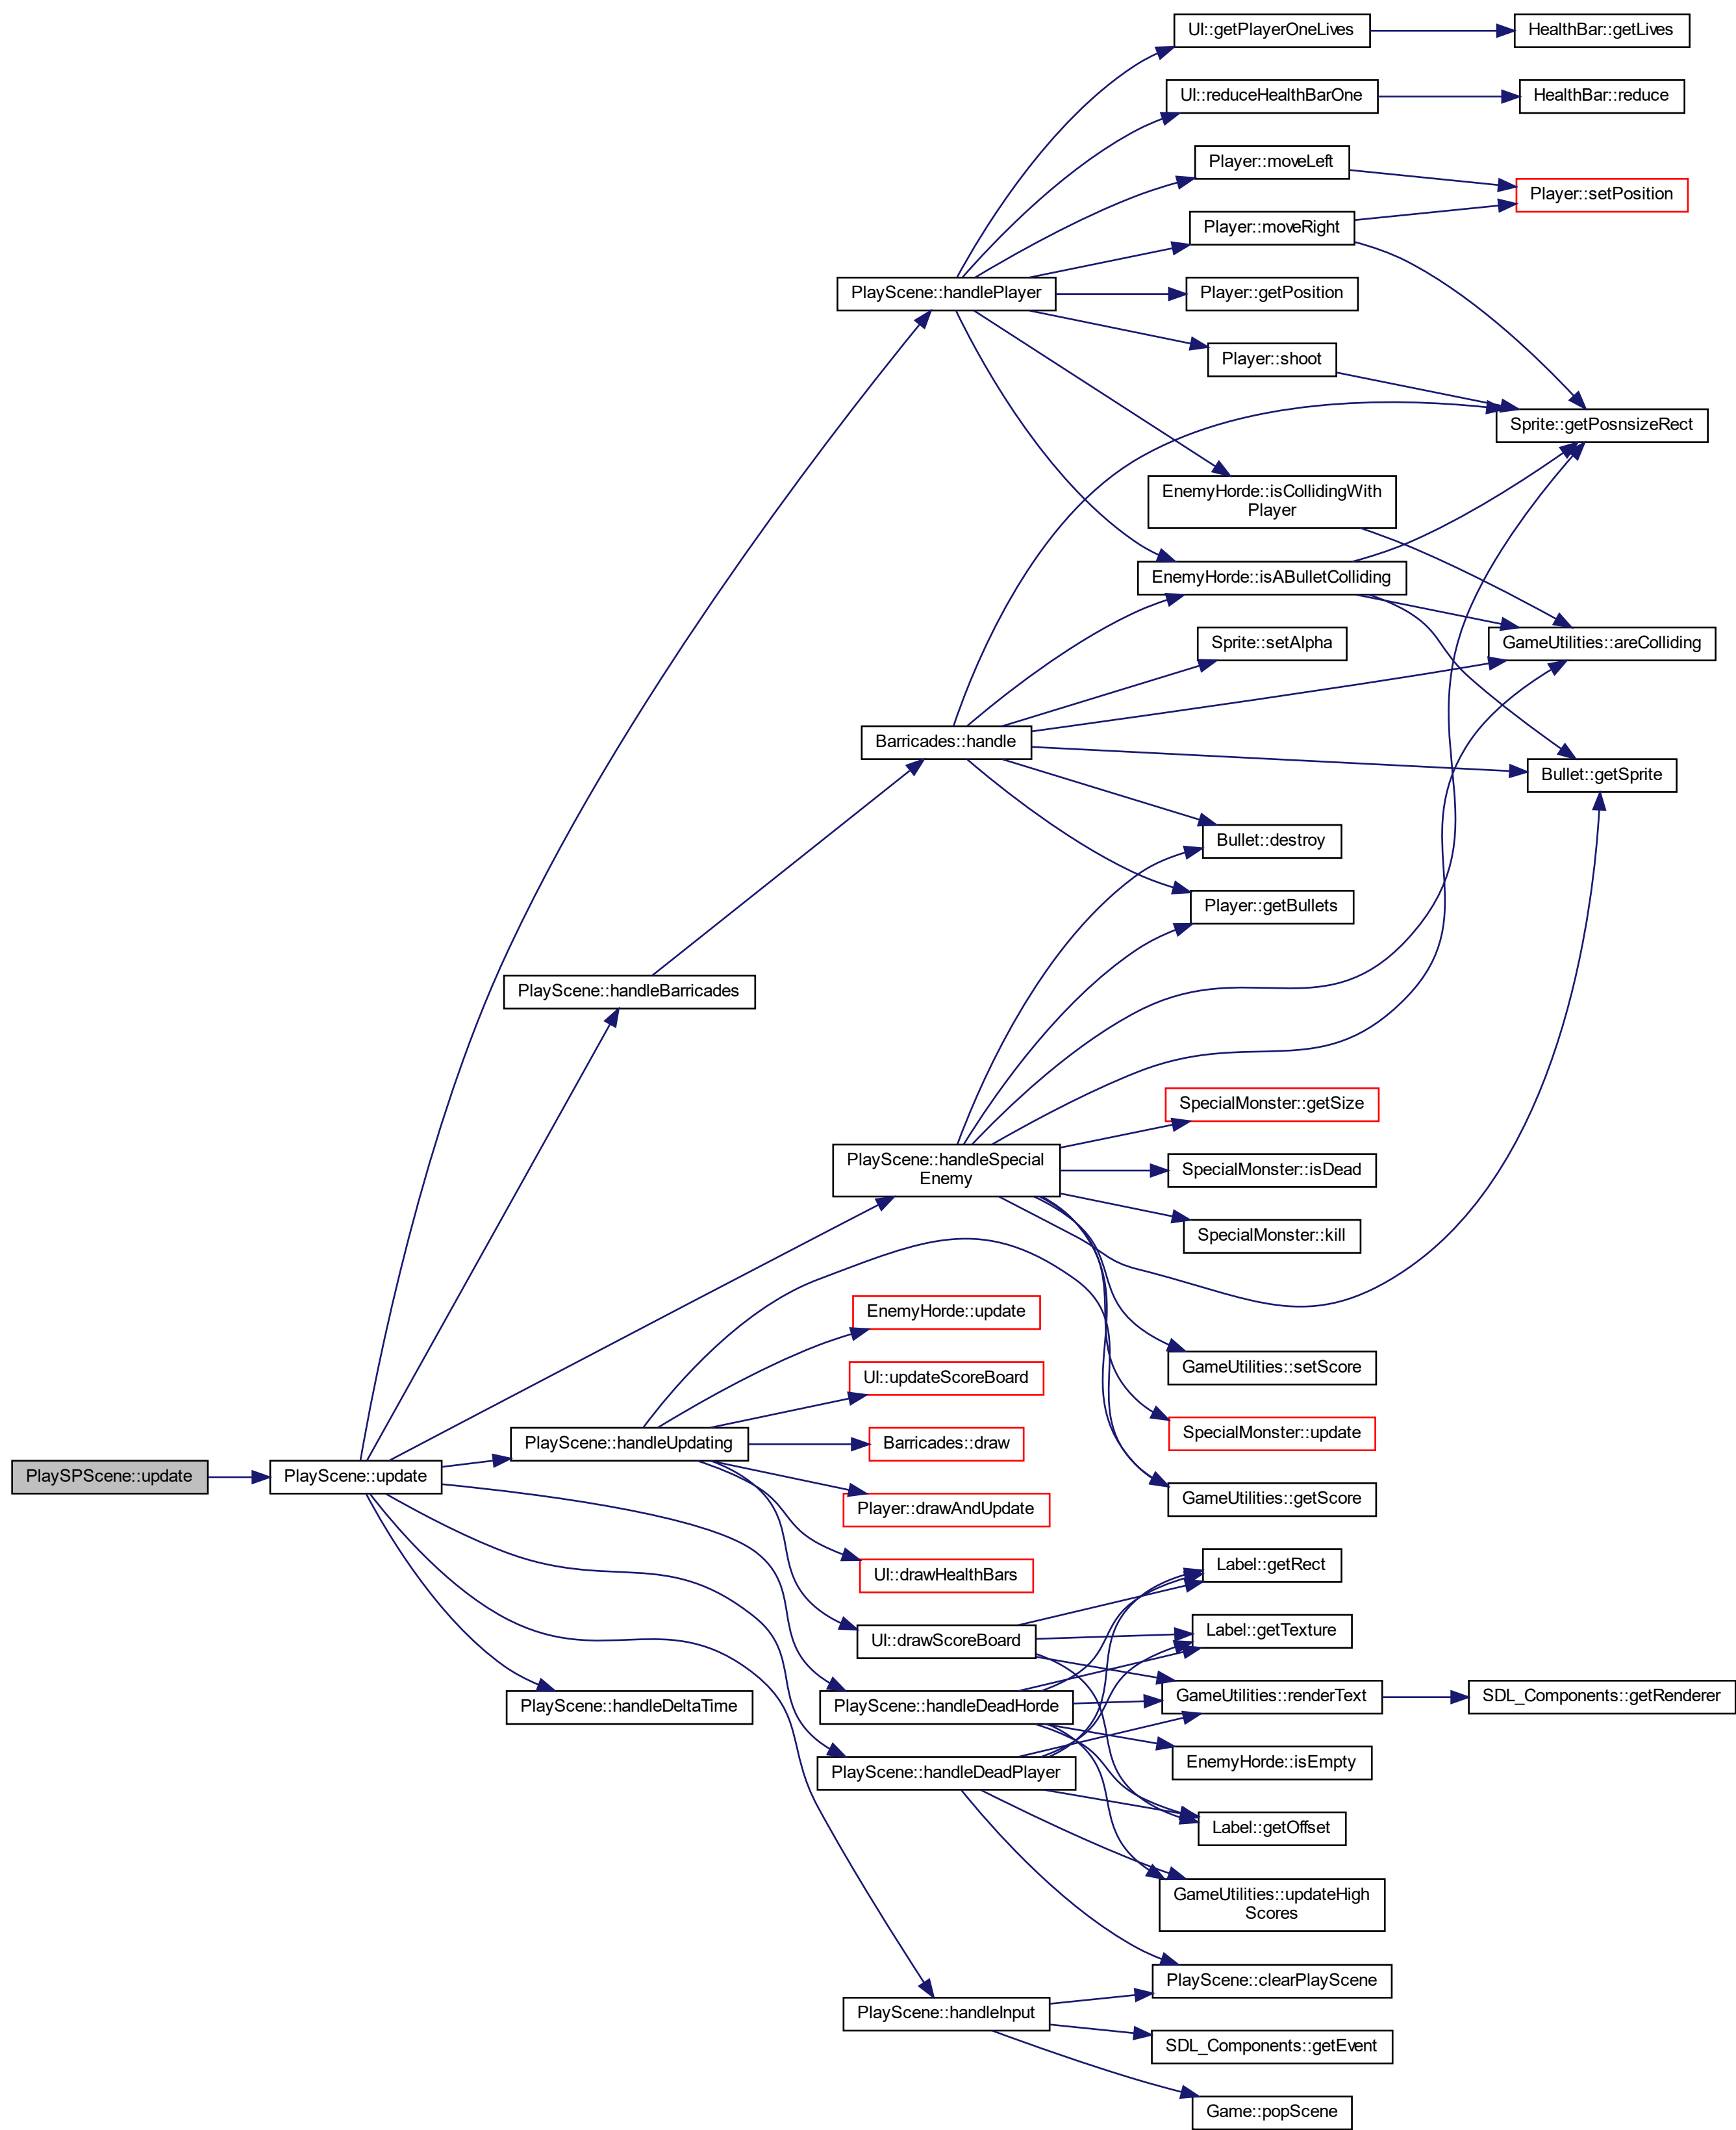 UI::getPlayerOneLives
HealthBar::getLives
UI::reduceHealthBarOne
HealthBar::reduce
Player::moveLeft
Player::setPosition
Player::moveRight
PlayScene::handlePlayer
Player::getPosition
Player::shoot
Sprite::getPosnsizeRect
EnemyHorde::isCollidingWith
Player
EnemyHorde::isABulletColliding
Sprite::setAlpha
GameUtilities::areColliding
Barricades::handle
Bullet::getSprite
Bullet::destroy
Player::getBullets
PlayScene::handleBarricades
SpecialMonster::getSize
PlayScene::handleSpecial
Enemy
SpecialMonster::isDead
SpecialMonster::kill
EnemyHorde::update
GameUtilities::setScore
UI::updateScoreBoard
SpecialMonster::update
PlayScene::handleUpdating
Barricades::draw
PlaySPScene::update
PlayScene::update
GameUtilities::getScore
Player::drawAndUpdate
Label::getRect
UI::drawHealthBars
Label::getTexture
UI::drawScoreBoard
PlayScene::handleDeltaTime
PlayScene::handleDeadHorde
GameUtilities::renderText
SDL_Components::getRenderer
EnemyHorde::isEmpty
PlayScene::handleDeadPlayer
Label::getOffset
GameUtilities::updateHigh
Scores
PlayScene::clearPlayScene
PlayScene::handleInput
SDL_Components::getEvent
Game::popScene